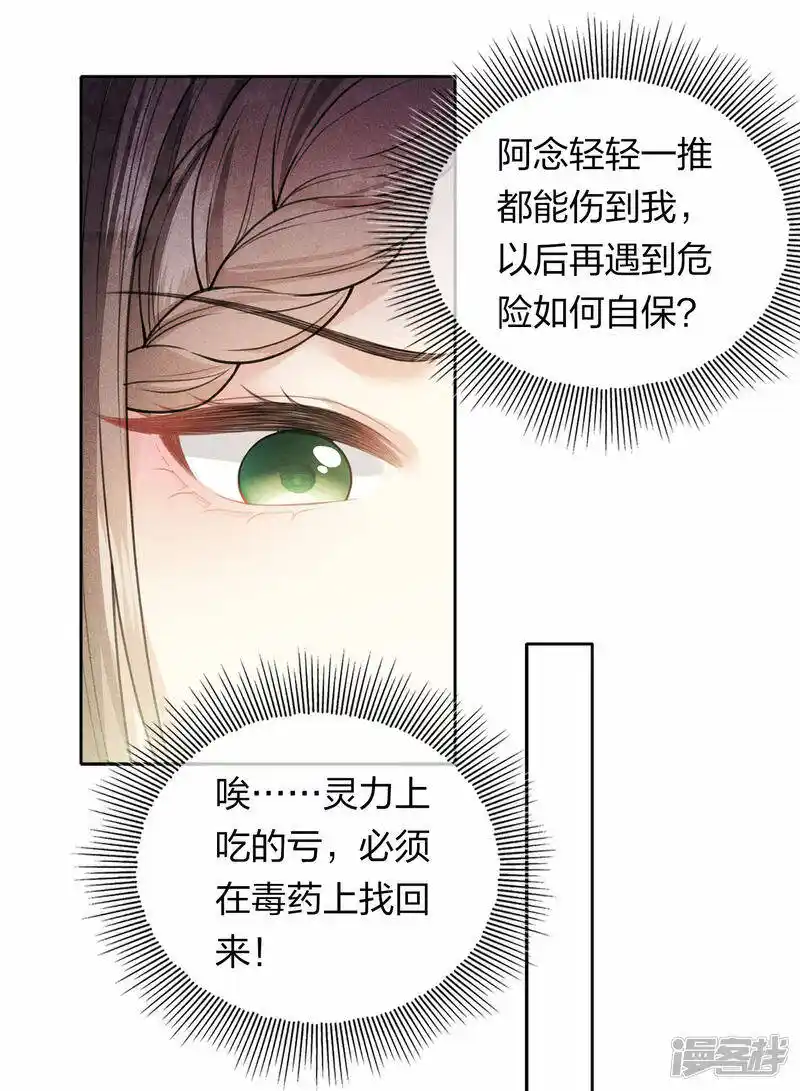 阿念轻轻一推
都能伤到我，
以后再遇到危
险如何自保？
唉……灵力上
吃的亏，必须
在毒药上找回
来！
漫客栈